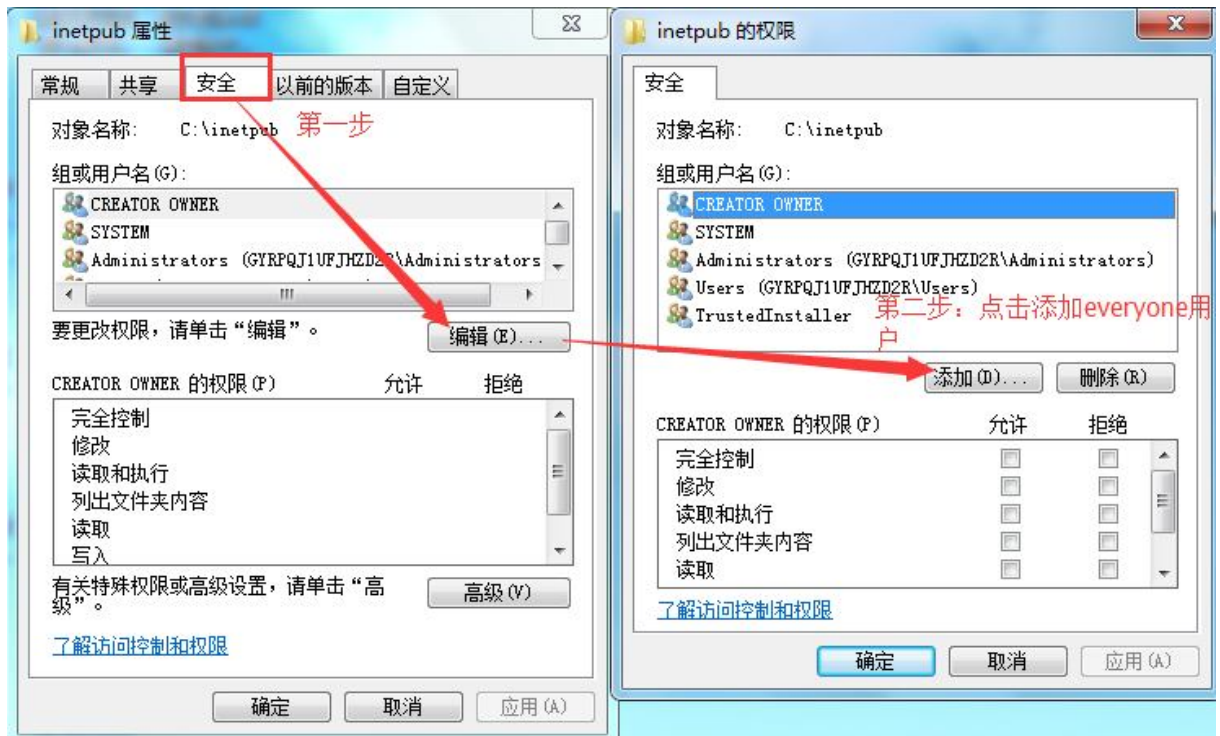 inetpub 属性
常规 共享 安全 以前的版本 自定义
对象名称: C:\inetpub
第一步
组或用户名(G):
CREATOR OWNER
SYSTEM
Administrators (GYRPQJ1UFJHZD2R\Administrators
要更改权限，请单击“编辑”。
编辑(E)...
CREATOR OWNER 的权限(P) 允许 拒绝
完全控制
修改
读取和执行
列出文件夹内容
读取
写入
有关特殊权限或高级设置，请单击“高
级”。
高级(V)
了解访问控制和权限
确定 取消 应用(A)
inetpub 的权限
安全
对象名称: C:\inetpub
组或用户名(G):
CREATOR OWNER
SYSTEM
Administrators (GYRPQJ1UFJHZD2R\Administrators)
Users (GYRPQJ1UFJHZD2R\Users)
TrustedInstaller
第二步：点击添加everyone用
户
添加(D)... 删除(R)
CREATOR OWNER 的权限(P) 允许 拒绝
完全控制
修改
读取和执行
列出文件夹内容
读取
了解访问控制和权限
确定 取消 应用(A)